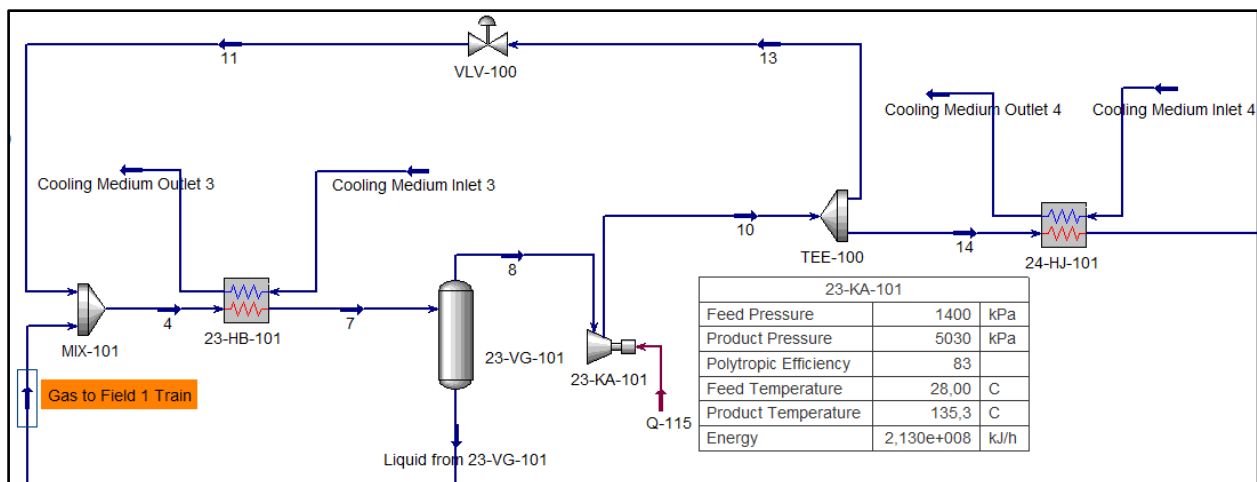 11
VLV-100
13
Cooling Medium Outlet 4
Cooling Medium Inlet 4
Cooling Medium Outlet 3
Cooling Medium Inlet 3
10
TEE-100
14
24-HJ-101
8
MIX-101
4
23-HB-101
7
23-VG-101
23-KA-101
Q-115
Gas to Field 1 Train
Liquid from 23-VG-101
23-KA-101
Feed Pressure 1400 kPa
Product Pressure 5030 kPa
Polytropic Efficiency 83
Feed Temperature 28,00 C
Product Temperature 135,3 C
Energy 2,130e+008 kJ/h